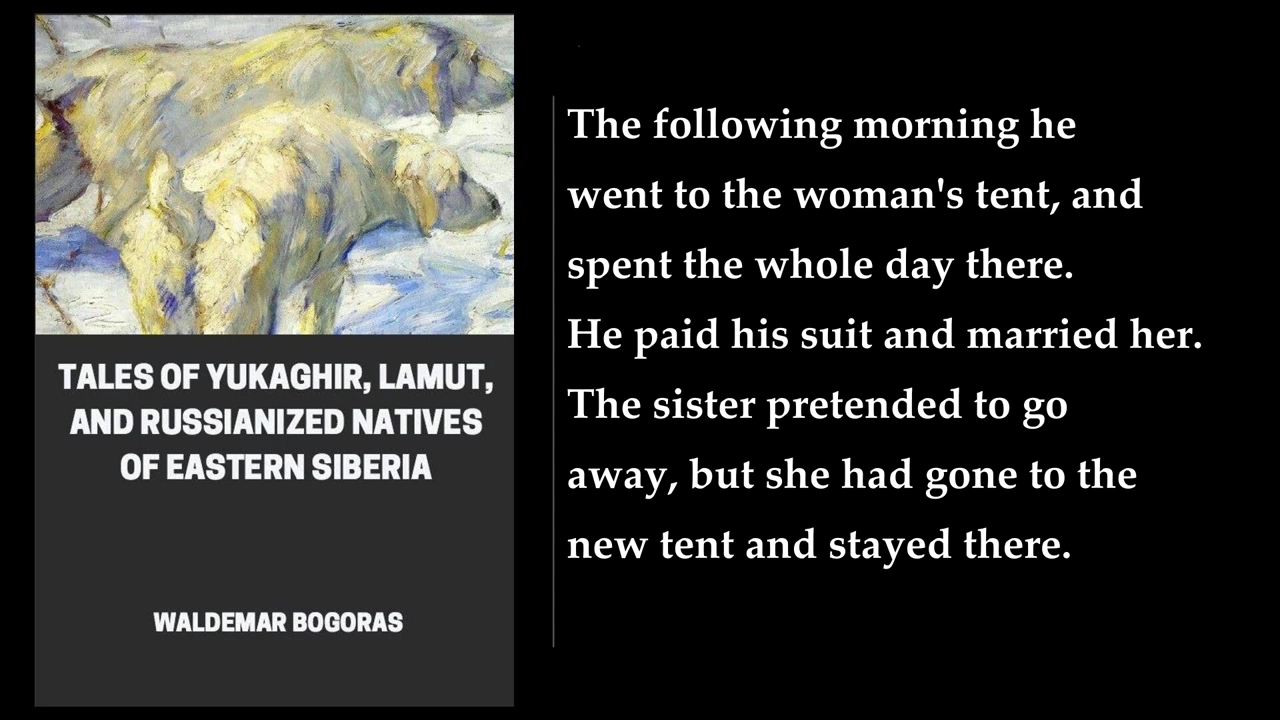 TALES OF YUKAGHIR, LAMUT,
AND RUSSIANIZED NATIVES
OF EASTERN SIBERIA
WALDEMAR BOGORAS
The following morning he
went to the woman's tent, and
spent the whole day there.
He paid his suit and married her.
The sister pretended to go
away, but she had gone to the
new tent and stayed there.